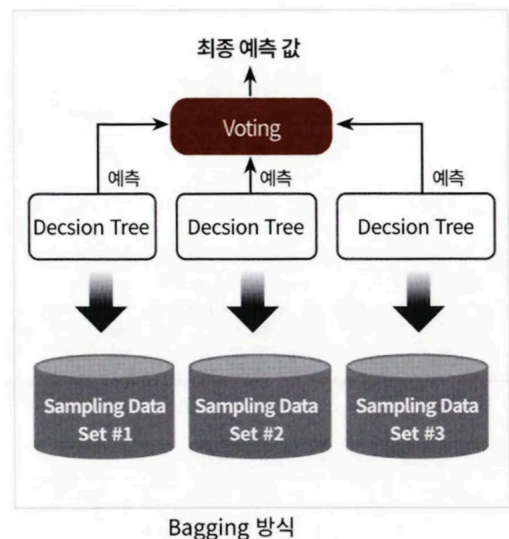 최종 예측 값
Voting
예측 예측 예측
Decsion Tree Decsion Tree Decsion Tree
Sampling Data Sampling Data Sampling Data
Set #1 Set #2 Set #3
Bagging 방식